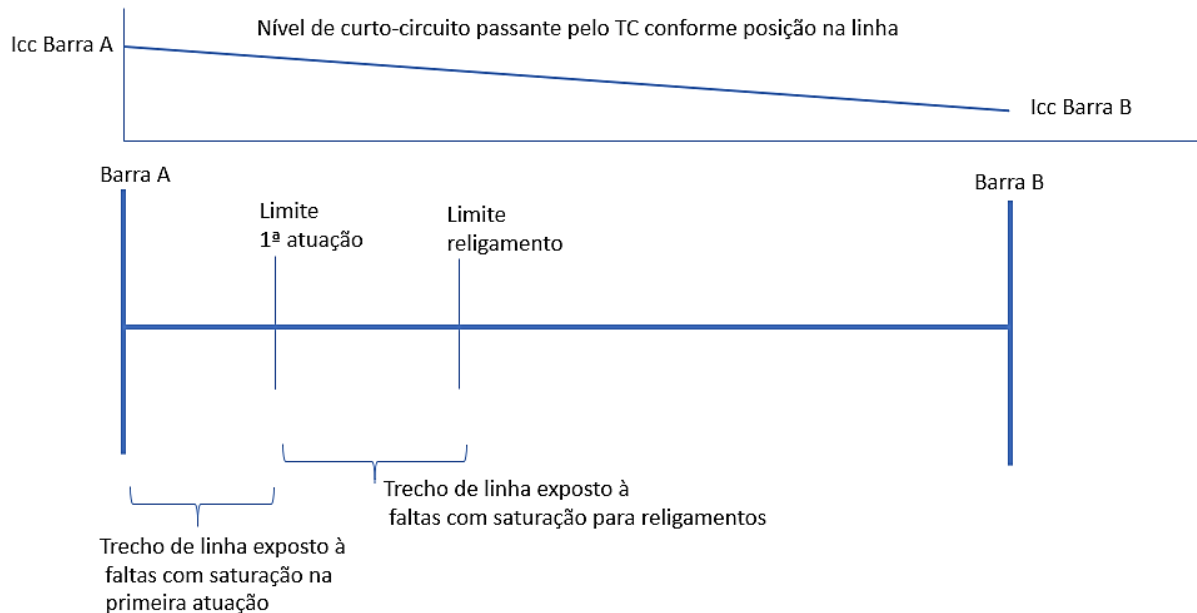 Nível de curto-circuito passante pelo TC conforme posição na linha
Icc Barra A
Icc Barra B
Barra A
Barra B
Limite
1ª atuação
Limite
religamento
Trecho de linha exposto à
faltas com saturação para religamentos
Trecho de linha exposto à
faltas com saturação na
primeira atuação